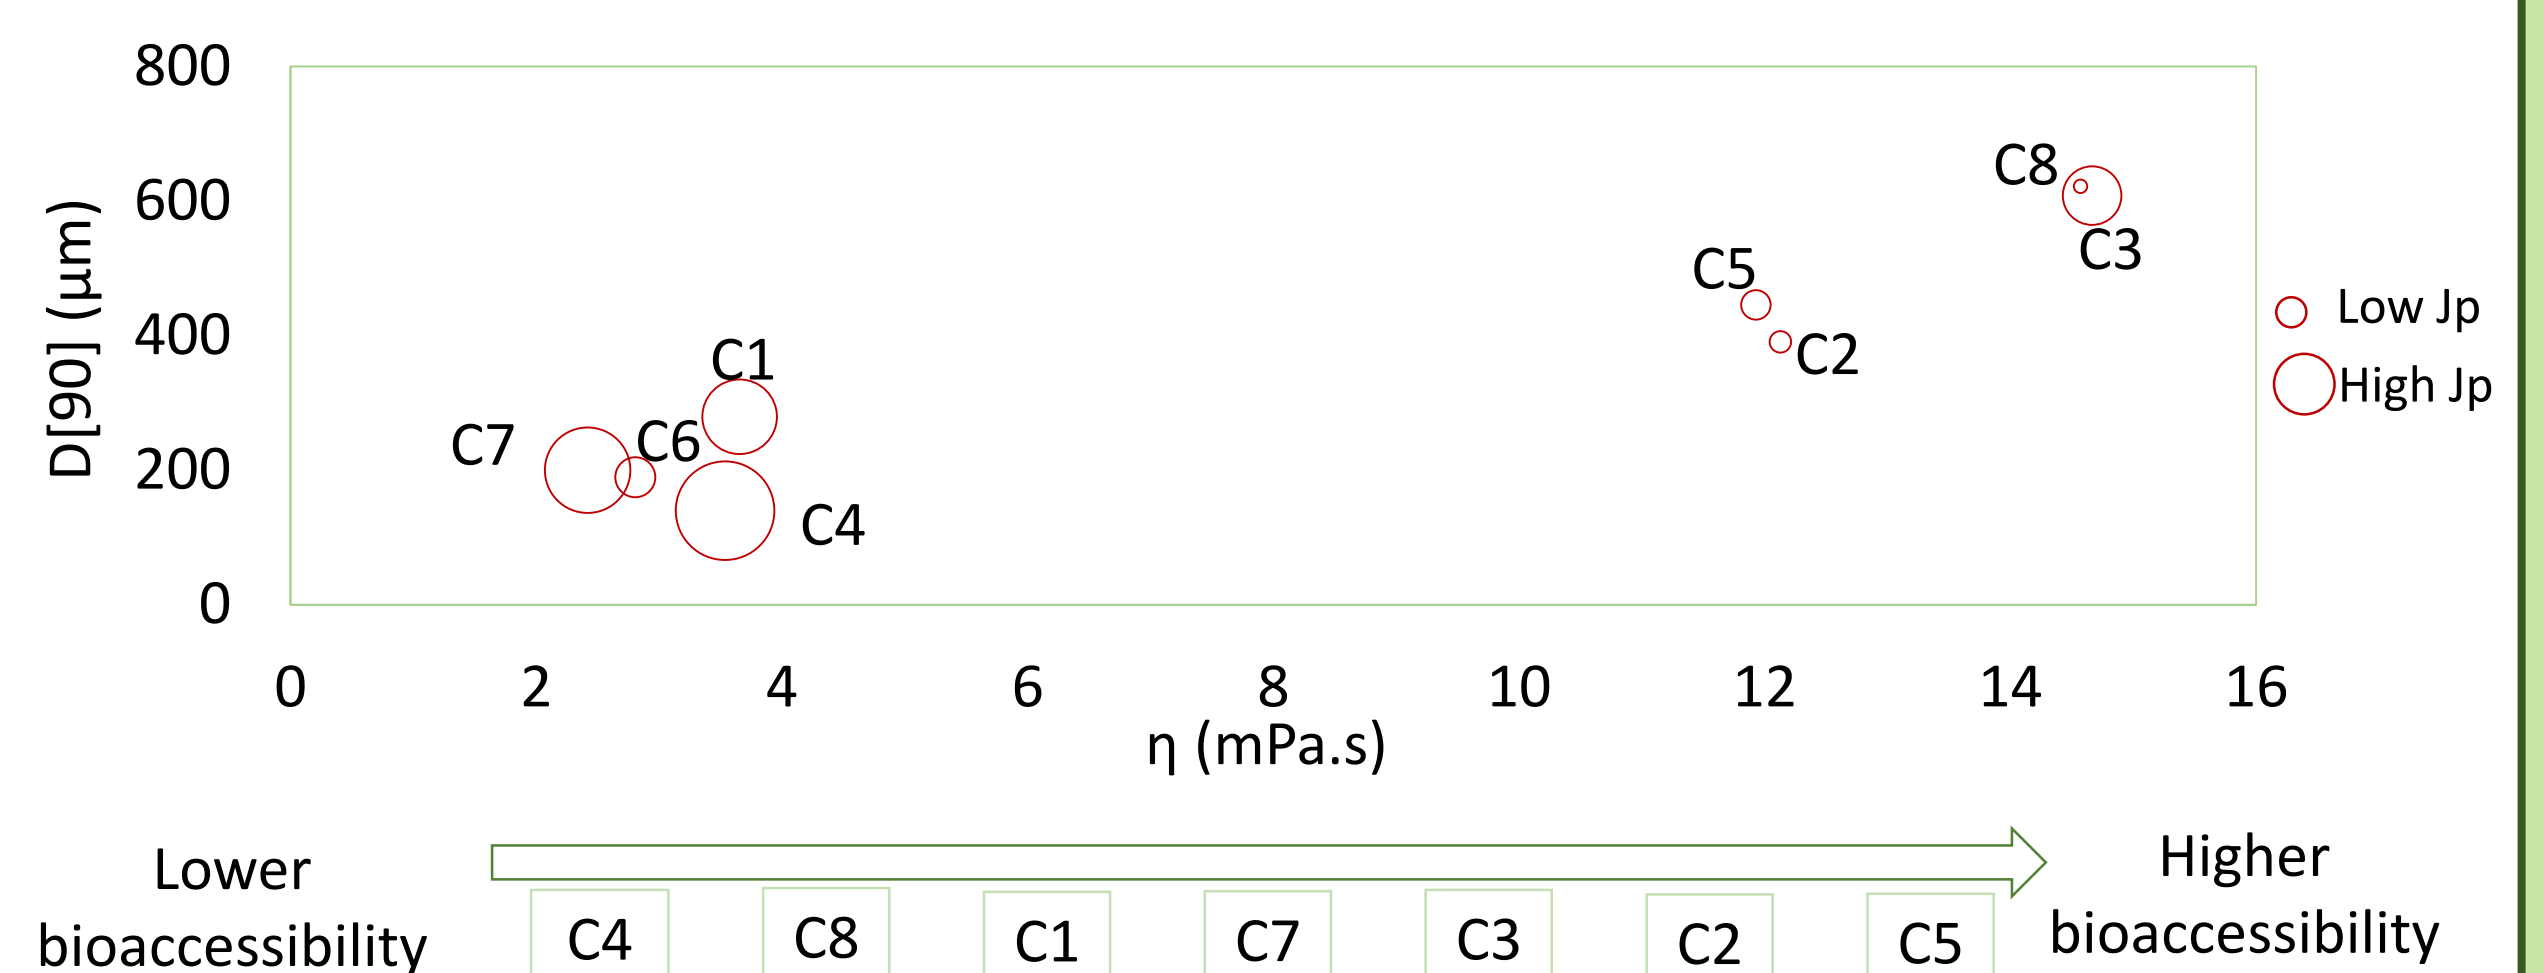 800
600
400
200
0
D[90] (µm)
C8
C3
C5
C2
C1
C7
C6
C4
Low Jp
High Jp
0 2 4 6 8 10 12 14 16
η (mPa.s)
Lower
bioaccessibility
C4 C8 C1 C7 C3 C2 C5
Higher
bioaccessibility